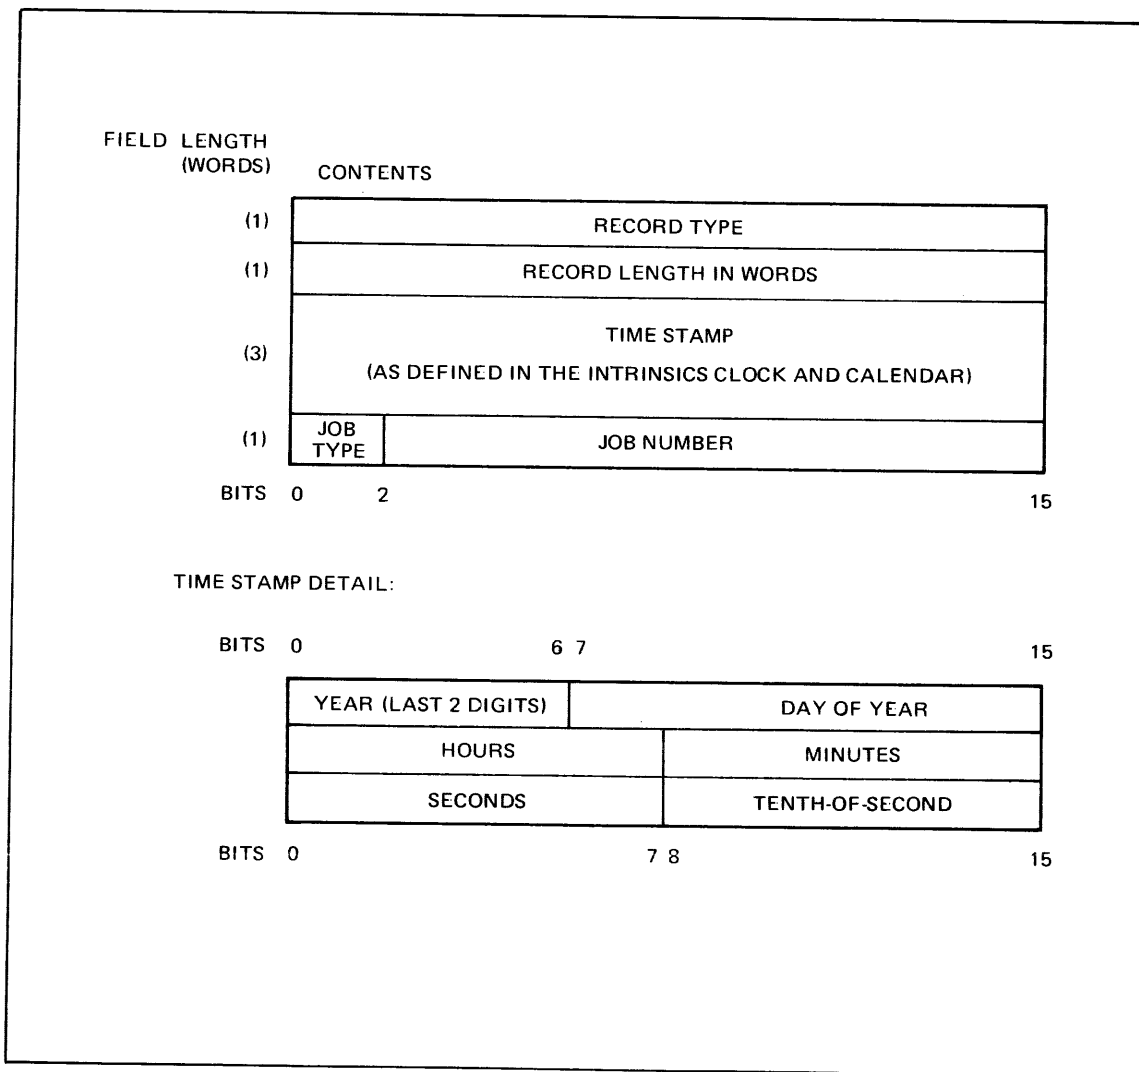 FIELD LENGTH
(WORDS)
CONTENTS
(1) RECORD TYPE
(1) RECORD LENGTH IN WORDS
(3) TIME STAMP
(AS DEFINED IN THE INTRINSICS CLOCK AND CALENDAR)
(1) JOB TYPE JOB NUMBER
BITS 0 2 15
TIME STAMP DETAIL:
BITS 0 6 7 15
YEAR (LAST 2 DIGITS) DAY OF YEAR
HOURS MINUTES
SECONDS TENTH-OF-SECOND
BITS 0 7 8 15